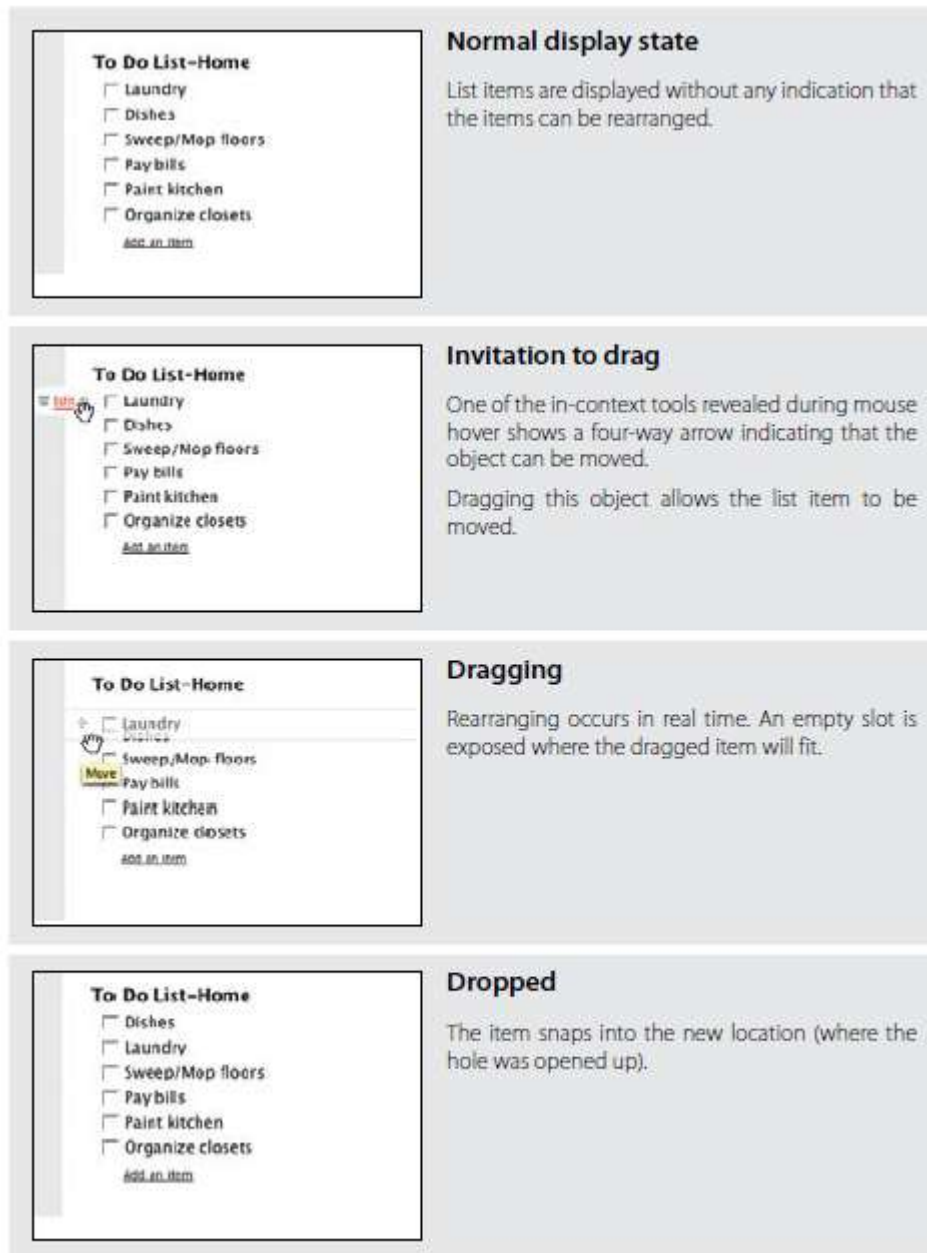 To Do List–Home
Laundry
Dishes
Sweep/Mop floors
Pay bills
Paint kitchen
Organize closets
Add an item
Normal display state
List items are displayed without any indication that
the items can be rearranged.
To Do List–Home
Laundry
Dishes
Sweep/Mop floors
Pay bills
Paint kitchen
Organize closets
Add an item
Invitation to drag
One of the in-context tools revealed during mouse
hover shows a four-way arrow indicating that the
object can be moved.
Dragging this object allows the list item to be
moved.
To Do List–Home
Laundry
Dishes
Sweep/Mop floors
Move
Pay bills
Paint kitchen
Organize closets
Add an item
Dragging
Rearranging occurs in real time. An empty slot is
exposed where the dragged item will fit.
To Do List–Home
Dishes
Laundry
Sweep/Mop floors
Pay bills
Paint kitchen
Organize closets
Add an item
Dropped
The item snaps into the new location (where the
hole was opened up).